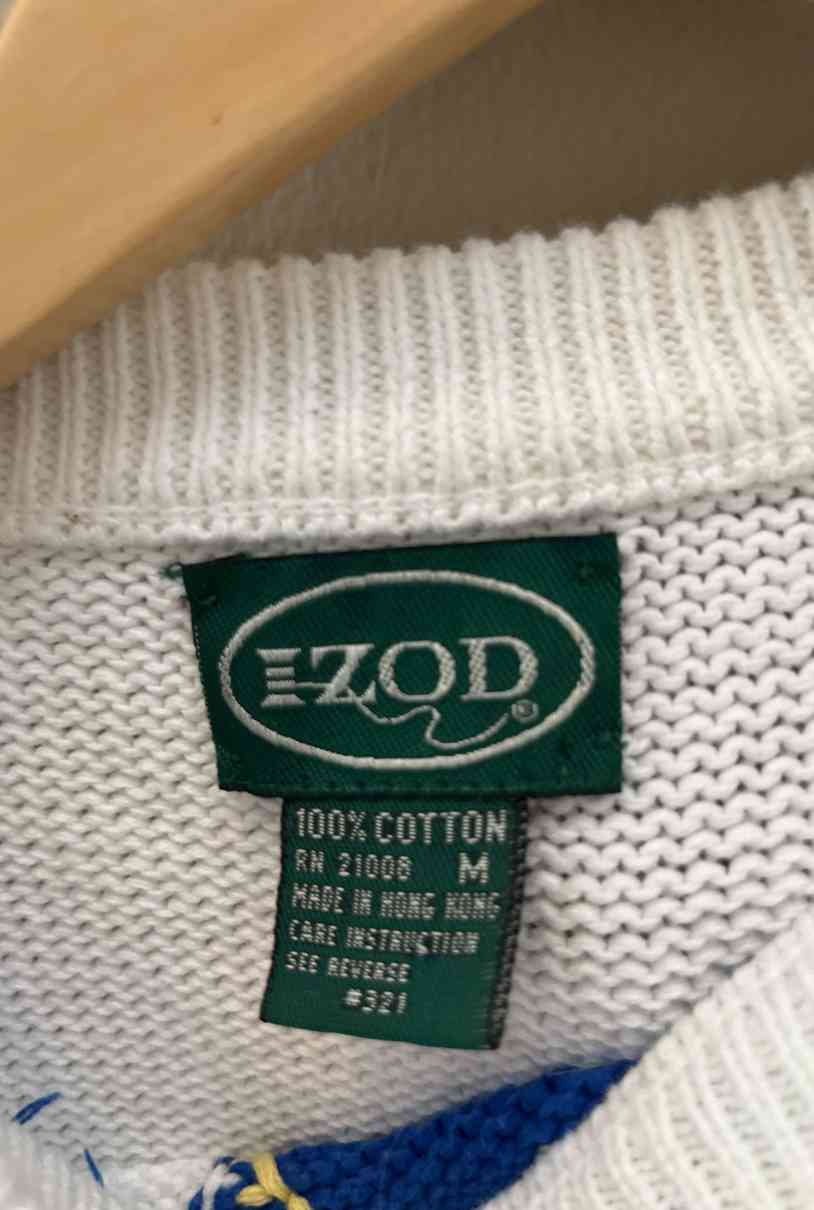 IZOD®
100% COTTON
RN 21008 M
MADE IN HONG KONG
CARE INSTRUCTION
SEE REVERSE
#321